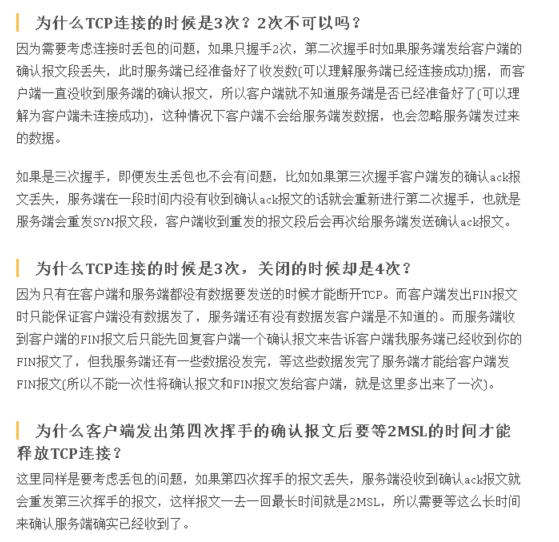 为什么TCP连接的时候是3次？2次不可以吗？
因为需要考虑连接时丢包的问题，如果只握手2次，第二次握手时如果服务端发给客户端的
确认报文段丢失，此时服务端已经准备好了收发数(可以理解服务端已经连接成功)据，而客
户端一直没收到服务端的确认报文，所以客户端就不知道服务端是否已经准备好了(可以理
解为客户端未连接成功)，这种情况下客户端不会给服务端发数据，也会忽略服务端发过来
的数据。
如果是三次握手，即便发生丢包也不会有问题，比如如果第三次握手客户端发的确认ack报
文丢失，服务端在一段时间内没有收到确认ack报文的话就会重新进行第二次握手，也就是
服务端会重发SYN报文段，客户端收到重发的报文段后会再次给服务端发送确认ack报文。
为什么TCP连接的时候是3次，关闭的时候却是4次？
因为只有在客户端和服务端都没有数据要发送的时候才能断开TCP。而客户端发出FIN报文
时只能保证客户端没有数据发了，服务端还有没有数据发客户端是不知道的。而服务端收
到客户端的FIN报文后只能先回复客户端一个确认报文来告诉客户端我服务端已经收到你的
FIN报文了，但我服务端还有一些数据没发完，等这些数据发完了服务端才能给客户端发
FIN报文(所以不能一次性将确认报文和FIN报文发给客户端，就是这里多出来了一次)。
为什么客户端发出第四次挥手的确认报文后要等2MSL的时间才能
释放TCP连接？
这里同样是要考虑丢包的问题，如果第四次挥手的报文丢失，服务端没收到确认ack报文就
会重发第三次挥手的报文，这样报文一去一回最长时间就是2MSL，所以需要等这么长时间
来确认服务端确实已经收到了。